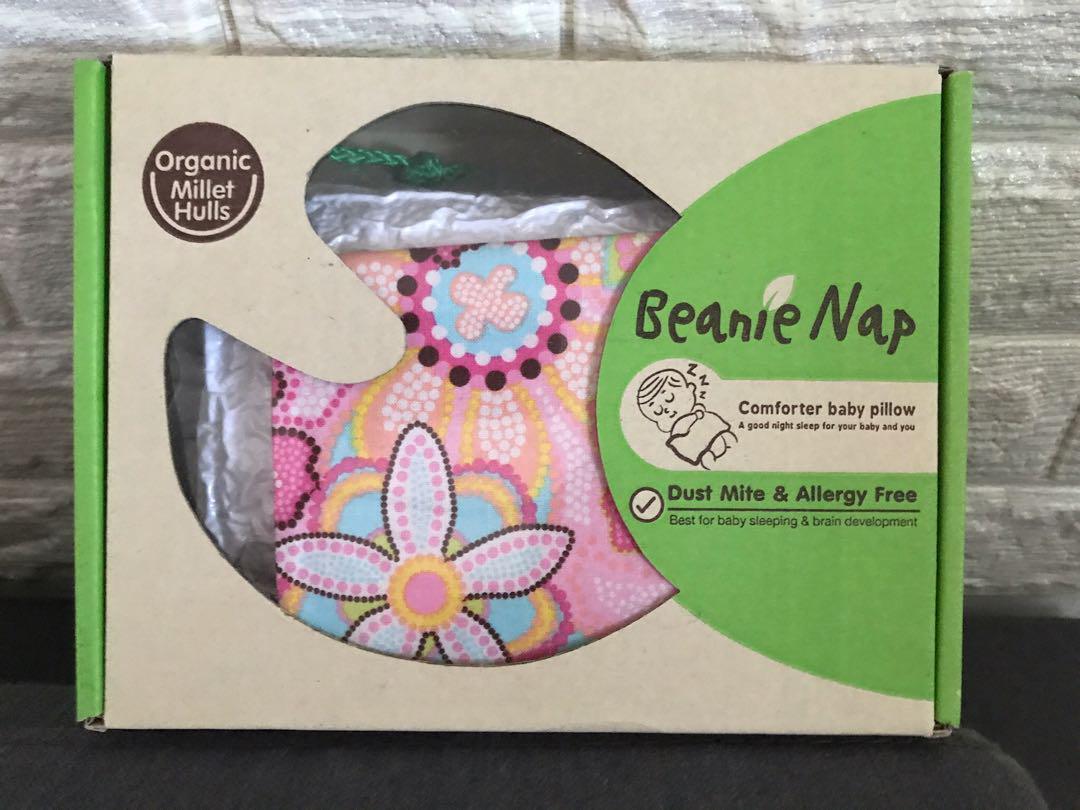 Organic
Millet
Hulls
Beanie Nap
z z z z
Comforter baby pillow
A good night sleep for your baby and you
Dust Mite & Allergy Free
Best for baby sleeping & brain development